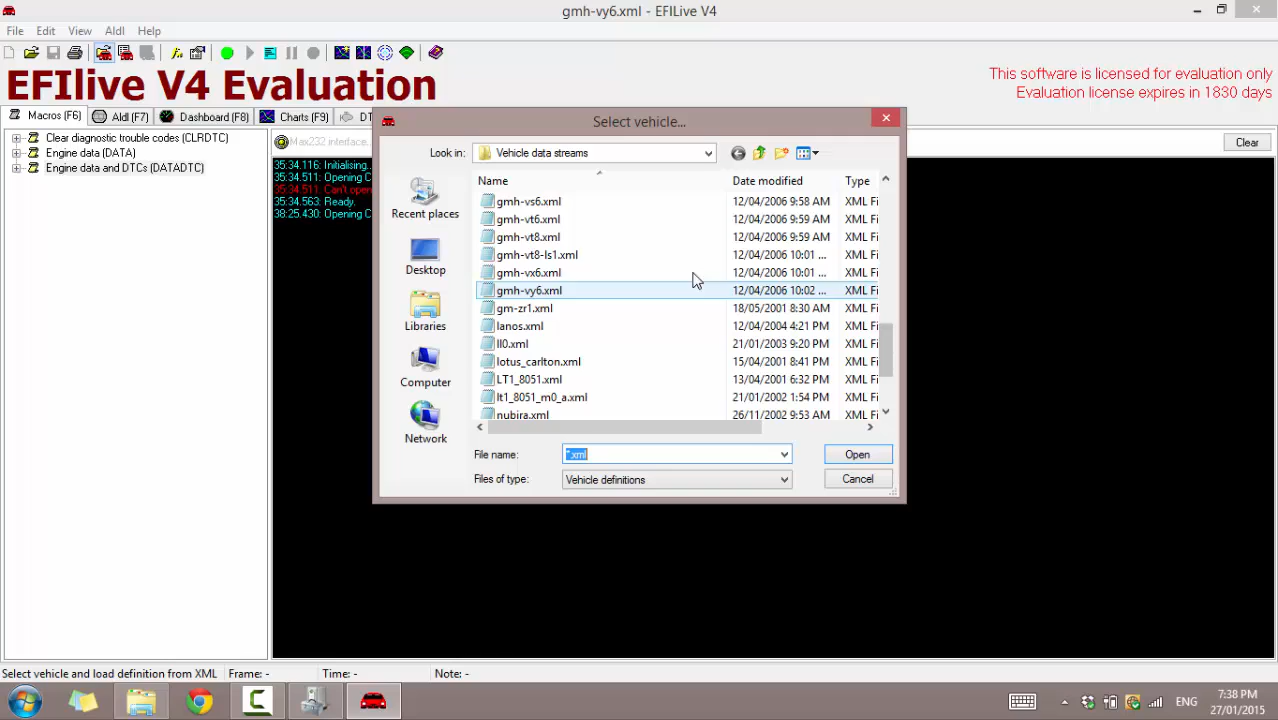 gmh-vy6.xml - EFILive V4
File Edit View Aldl Help
EFIlive V4 Evaluation
This software is licensed for evaluation only
Evaluation license expires in 1830 days
Macros (F6) Aldl (F7) Dashboard (F8) Charts (F9) DT
Clear diagnostic trouble codes (CLRDTC)
Engine data (DATA)
Engine data and DTCs (DATADTC)
Max232 interface...
Clear
35:34.116: Initialising..
35:34.511: Opening C
35:34.511: Can't open
35:34.563: Ready.
38:25.430: Opening C
Select vehicle...
Look in: Vehicle data streams
Recent places
Desktop
Libraries
Computer
Network
Name Date modified Type
gmh-vs6.xml 12/04/2006 9:58 AM XML Fi
gmh-vt6.xml 12/04/2006 9:59 AM XML Fi
gmh-vt8.xml 12/04/2006 9:59 AM XML Fi
gmh-vt8-ls1.xml 12/04/2006 10:01 ... XML Fi
gmh-vx6.xml 12/04/2006 10:01 ... XML Fi
gmh-vy6.xml 12/04/2006 10:02 ... XML Fi
gm-zr1.xml 18/05/2001 8:30 AM XML Fi
lanos.xml 12/04/2004 4:21 PM XML Fi
ll0.xml 21/01/2003 9:20 PM XML Fi
lotus_carlton.xml 15/04/2001 8:41 PM XML Fi
LT1_8051.xml 13/04/2001 6:32 PM XML Fi
lt1_8051_m0_a.xml 21/01/2002 1:54 PM XML Fi
nubira.xml 26/11/2002 9:53 AM XML Fi
File name: *.xml Open
Files of type: Vehicle definitions Cancel
Select vehicle and load definition from XML Frame: - Time: - Note: -
ENG
7:38 PM
27/01/2015